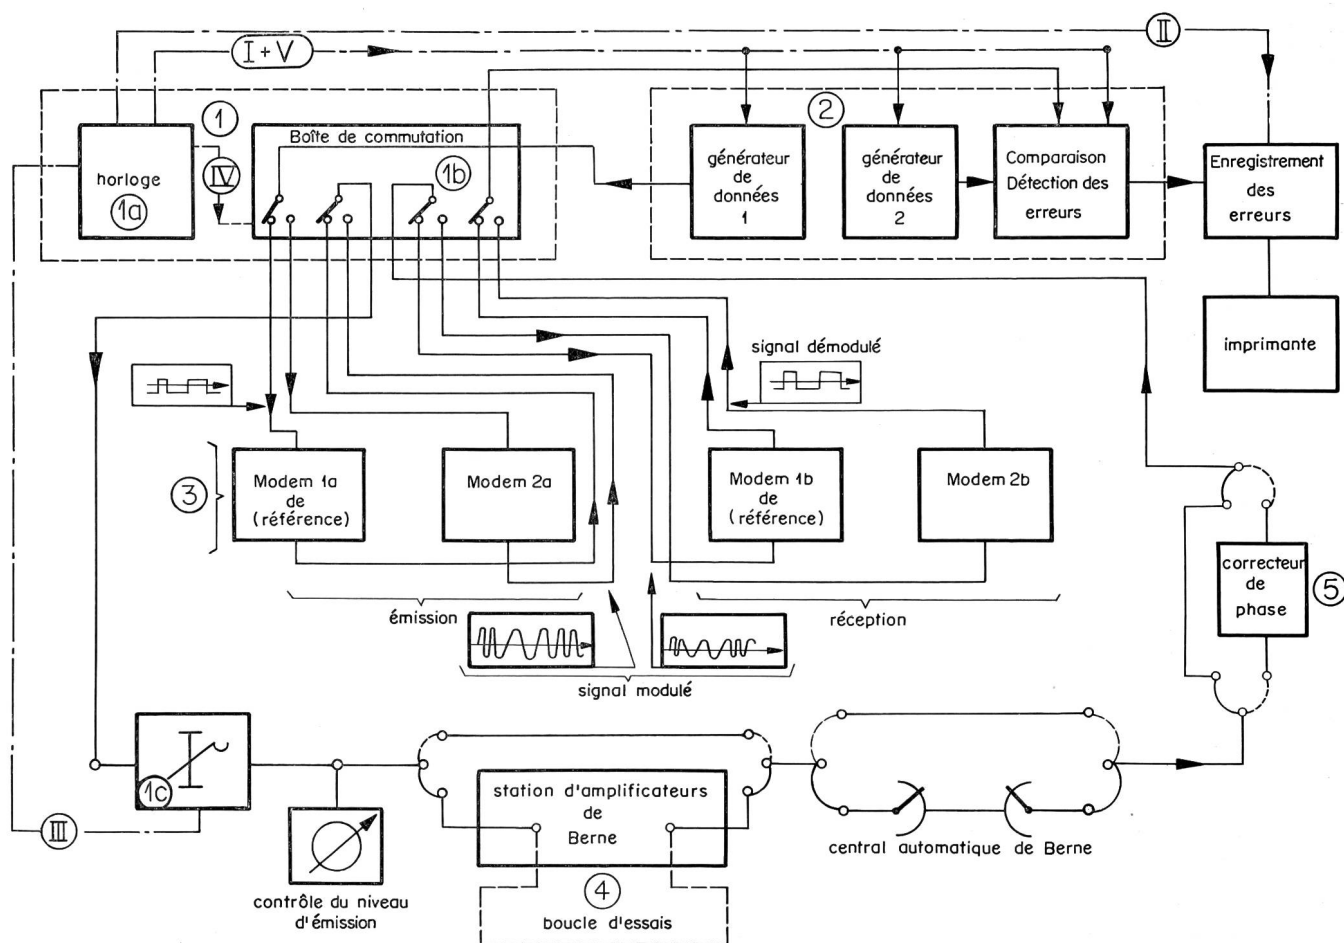 II
I + V
1
2
Boîte de commutation
horloge
1a
IV
1b
générateur
de
données
1
générateur
de
données
2
Comparaison
Détection des
erreurs
Enregistrement
des
erreurs
imprimante
signal démodulé
3
Modem 1a
de
(référence)
Modem 2a
Modem 1b
de
(référence)
Modem 2b
correcteur
de
phase
5
émission
réception
signal modulé
1c
III
station d'amplificateurs
de
Berne
central automatique de Berne
contrôle du niveau
d'émission
4
boucle d'essais